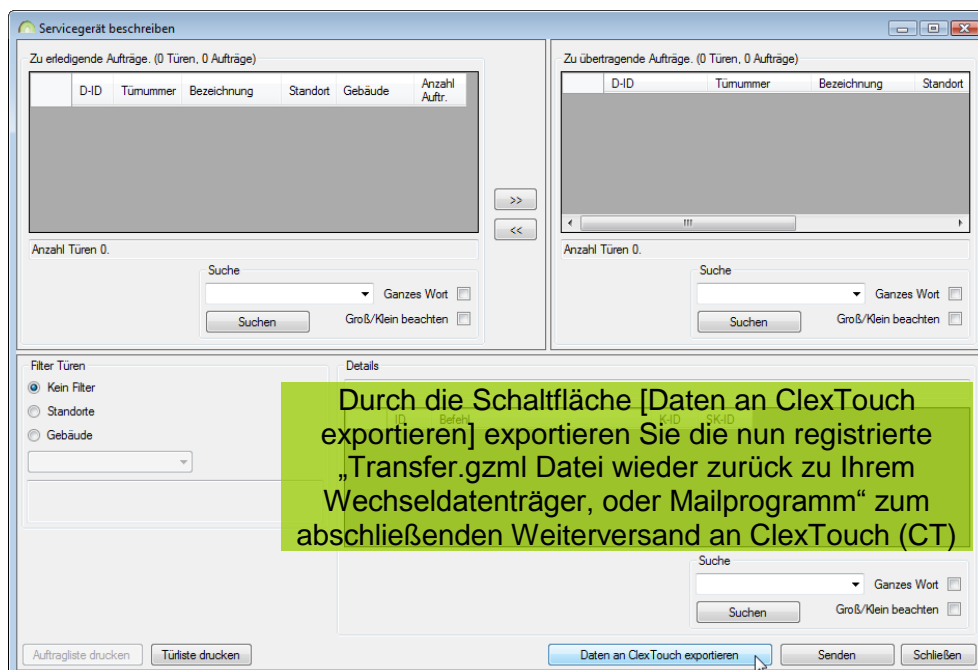 Servicegerät beschreiben
Zu erledigende Aufträge. (0 Türen, 0 Aufträge)
D-ID Türnummer Bezeichnung Standort Gebäude Anzahl Auftr.
Anzahl Türen 0.
Suche
Ganzes Wort
Suchen Groß/Klein beachten
>>
<<
Zu übertragende Aufträge. (0 Türen, 0 Aufträge)
D-ID Türnummer Bezeichnung Standort
Anzahl Türen 0.
Suche
Ganzes Wort
Suchen Groß/Klein beachten
Filter Türen
Kein Filter
Standorte
Gebäude
Details
ID Befehl K-ID SK-ID
Durch die Schaltfläche [Daten an ClexTouch
exportieren] exportieren Sie die nun registrierte
„Transfer.gzml Datei wieder zurück zu Ihrem
Wechseldatenträger, oder Mailprogramm“ zum
abschließenden Weiterversand an ClexTouch (CT)
Suche
Ganzes Wort
Suchen Groß/Klein beachten
Auftragliste drucken Türliste drucken Daten an ClexTouch exportieren Senden Schließen